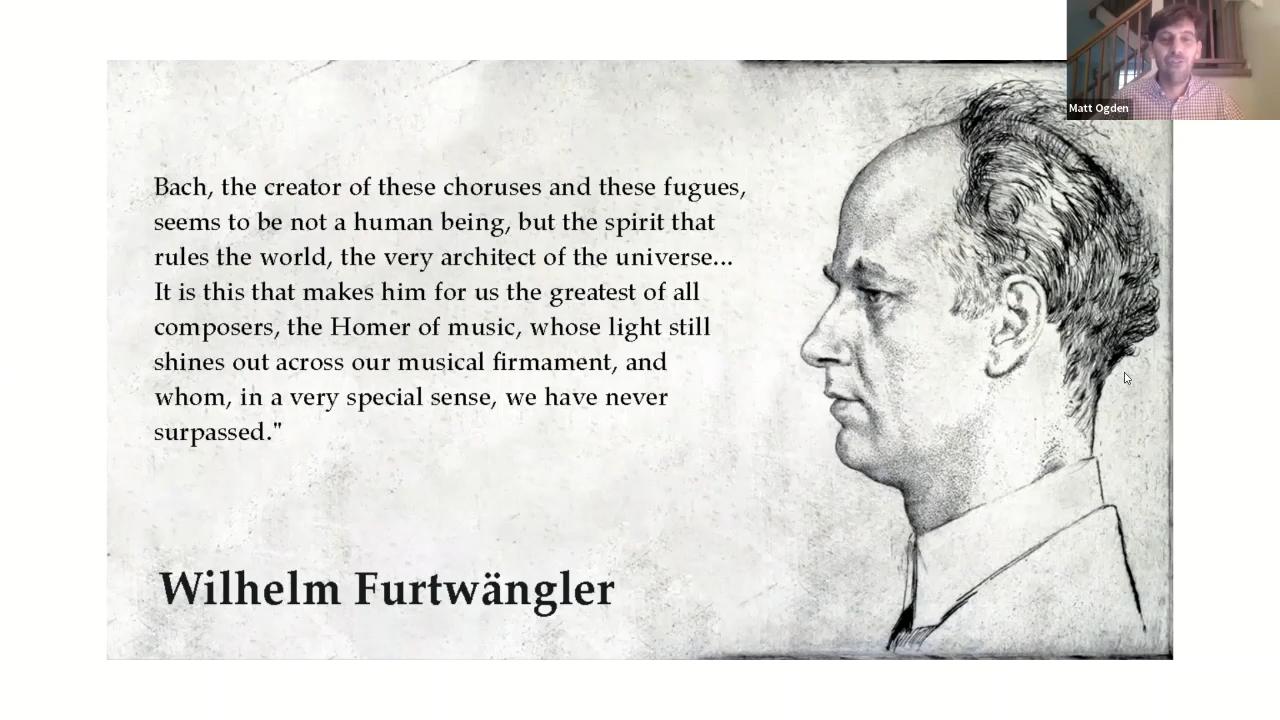 Matt Ogden
Bach, the creator of these choruses and these fugues,
seems to be not a human being, but the spirit that
rules the world, the very architect of the universe...
It is this that makes him for us the greatest of all
composers, the Homer of music, whose light still
shines out across our musical firmament, and
whom, in a very special sense, we have never
surpassed."
Wilhelm Furtwängler